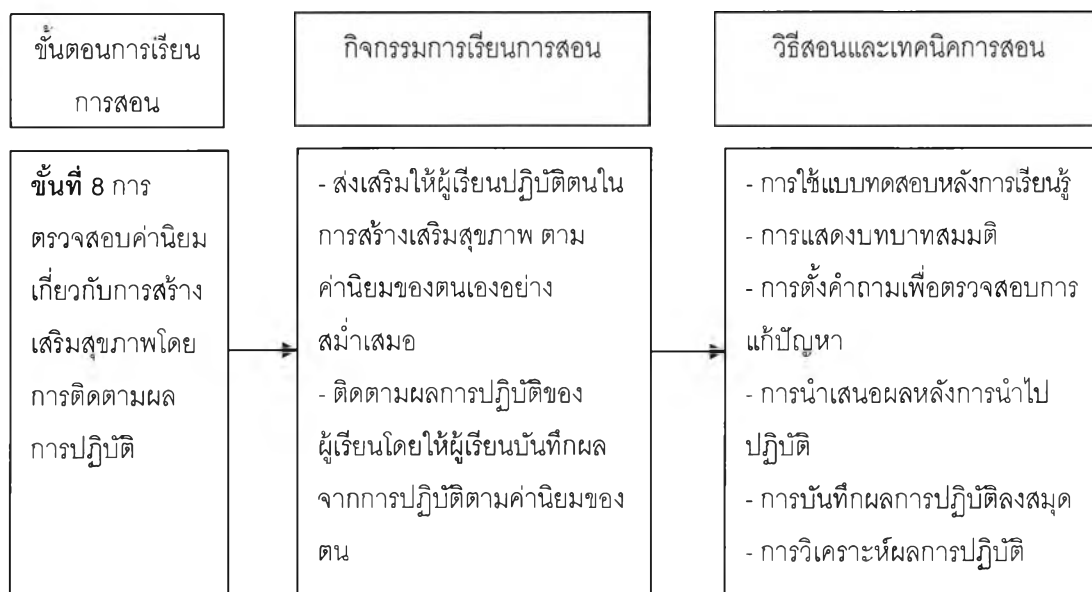 ขั้นตอนการเรียน
การสอน
กิจกรรมการเรียนการสอน
วิธีสอนและเทคนิคการสอน
ขั้นที่ 8 การ
ตรวจสอบค่านิยม
เกี่ยวกับการสร้าง
เสริมสุขภาพโดย
การติดตามผล
การปฏิบัติ
- ส่งเสริมให้ผู้เรียนปฏิบัติตนใน
การสร้างเสริมสุขภาพ ตาม
ค่านิยมของตนเองอย่าง
สม่ำเสมอ
- ติดตามผลการปฏิบัติของ
ผู้เรียนโดยให้ผู้เรียนบันทึกผล
จากการปฏิบัติตามค่านิยมของ
ตน
- การใช้แบบทดสอบหลังการเรียนรู้
- การแสดงบทบาทสมมติ
- การตั้งคำถามเพื่อตรวจสอบการ
แก้ปัญหา
- การนำเสนอผลหลังการนำไป
ปฏิบัติ
- การบันทึกผลการปฏิบัติลงสมุด
- การวิเคราะห์ผลการปฏิบัติ